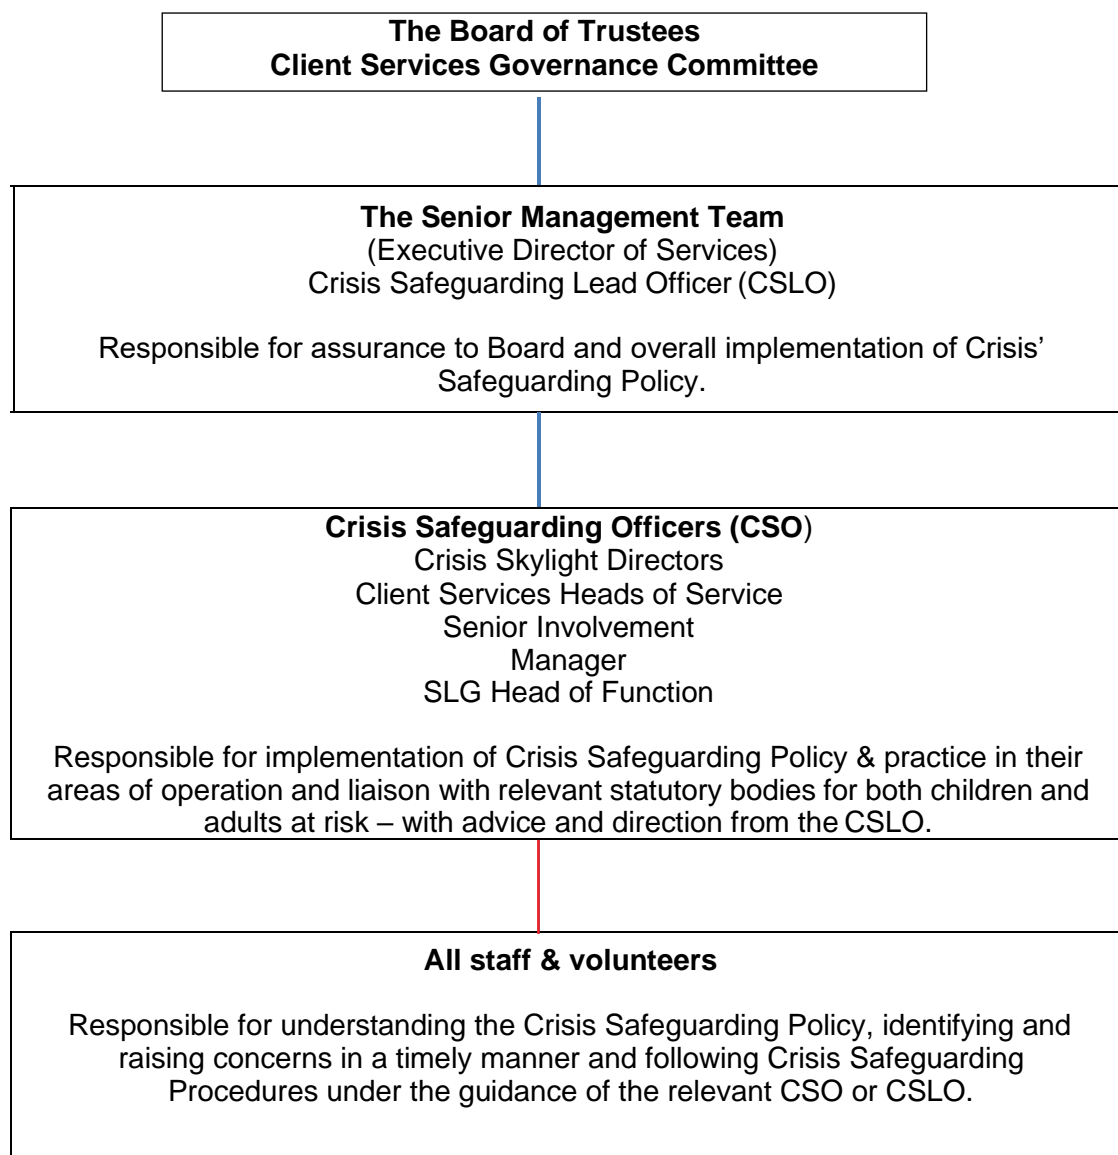 The Board of Trustees
Client Services Governance Committee
The Senior Management Team
(Executive Director of Services)
Crisis Safeguarding Lead Officer (CSLO)
Responsible for assurance to Board and overall implementation of Crisis’
Safeguarding Policy.
Crisis Safeguarding Officers (CSO)
Crisis Skylight Directors
Client Services Heads of Service
Senior Involvement
Manager
SLG Head of Function
Responsible for implementation of Crisis Safeguarding Policy & practice in their
areas of operation and liaison with relevant statutory bodies for both children and
adults at risk – with advice and direction from the CSLO.
All staff & volunteers
Responsible for understanding the Crisis Safeguarding Policy, identifying and
raising concerns in a timely manner and following Crisis Safeguarding
Procedures under the guidance of the relevant CSO or CSLO.